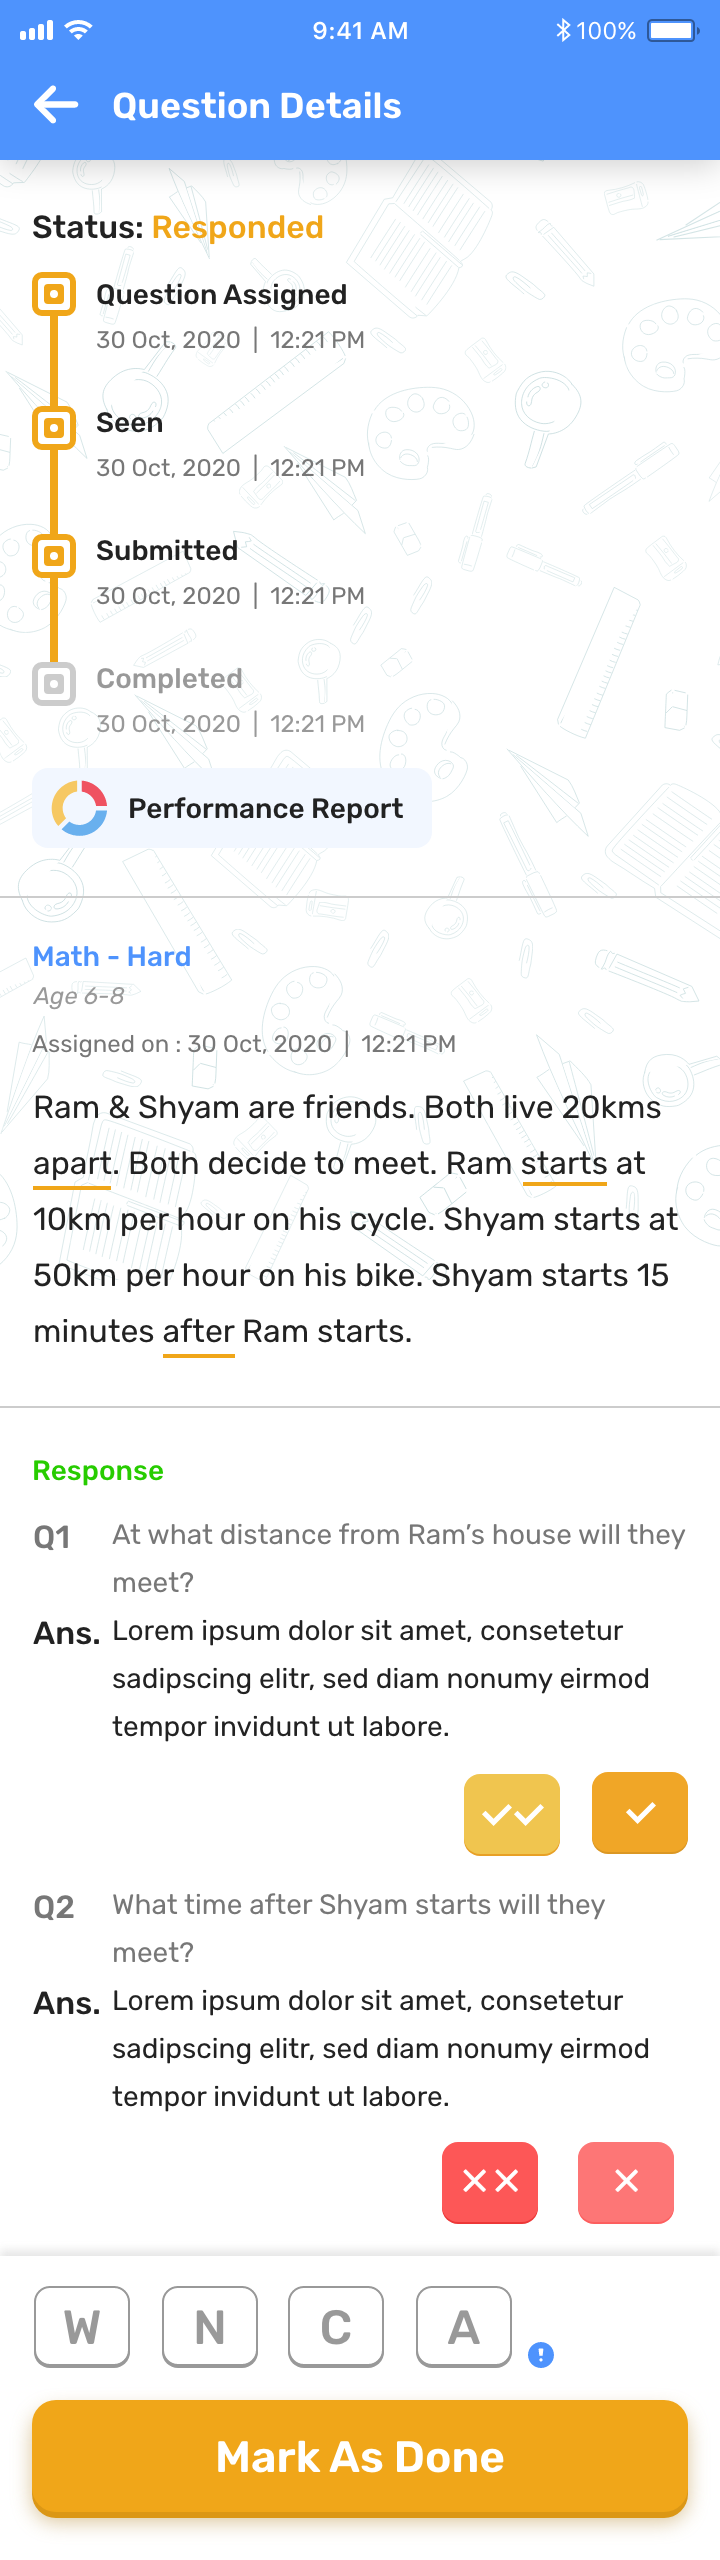 9:41 AM 100%
Question Details
Status: Responded
Question Assigned
30 Oct, 2020 | 12:21 PM
Seen
30 Oct, 2020 | 12:21 PM
Submitted
30 Oct, 2020 | 12:21 PM
Completed
30 Oct, 2020 | 12:21 PM
Performance Report
Math - Hard
Age 6-8
Assigned on : 30 Oct, 2020 | 12:21 PM
Ram & Shyam are friends. Both live 20kms
apart. Both decide to meet. Ram starts at
10km per hour on his cycle. Shyam starts at
50km per hour on his bike. Shyam starts 15
minutes after Ram starts.
Response
Q1 At what distance from Ram's house will they
meet?
Ans. Lorem ipsum dolor sit amet, consetetur
sadipscing elitr, sed diam nonumy eirmod
tempor invidunt ut labore.
Q2 What time after Shyam starts will they
meet?
Ans. Lorem ipsum dolor sit amet, consetetur
sadipscing elitr, sed diam nonumy eirmod
tempor invidunt ut labore.
W N C A
Mark As Done